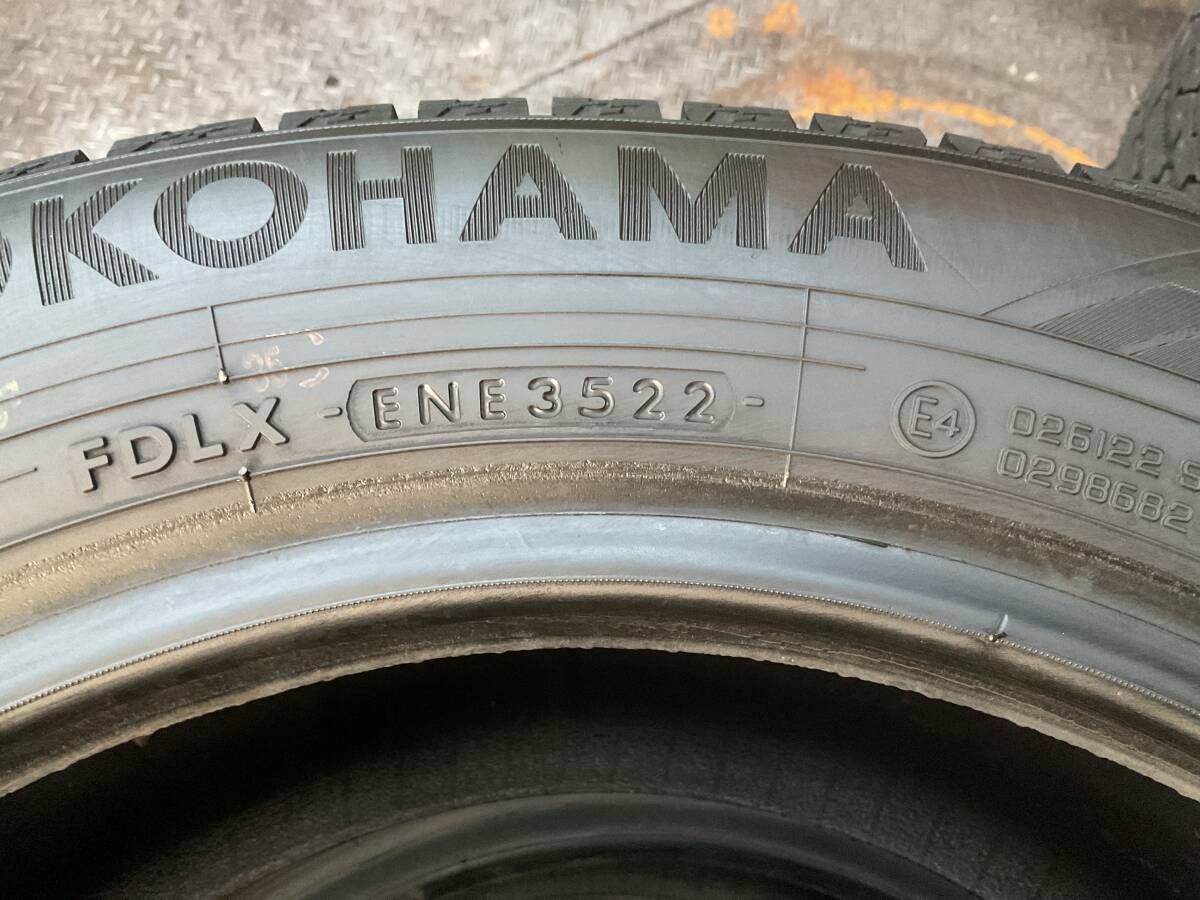 OKOHAMA
FDLX - ENE3522 -
E4
026122 S
0298682